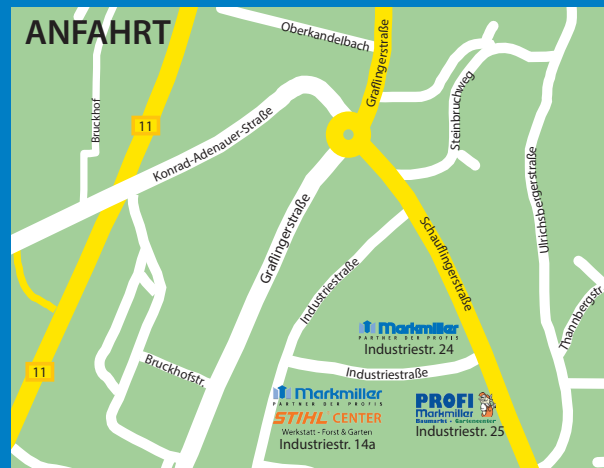 ANFAHRT
Oberkandelbach
Graflingerstraße
Bruckhof
11
Steinbruchweg
Konrad-Adenauer-Straße
Ulrichsbergerstraße
Graflingerstraße
Schauflingerstraße
Industriestraße
Thannbergstr.
Markmiller
PARTNER DER PROFIS
Industriestr. 24
Bruckhofstr.
11
Industriestraße
Markmiller
PARTNER DER PROFIS
STIHL CENTER
Werkstatt - Forst & Garten
Industriestr. 14a
PROFI
Markmiller
Baumarkt - Gartencenter
Industriestr. 25